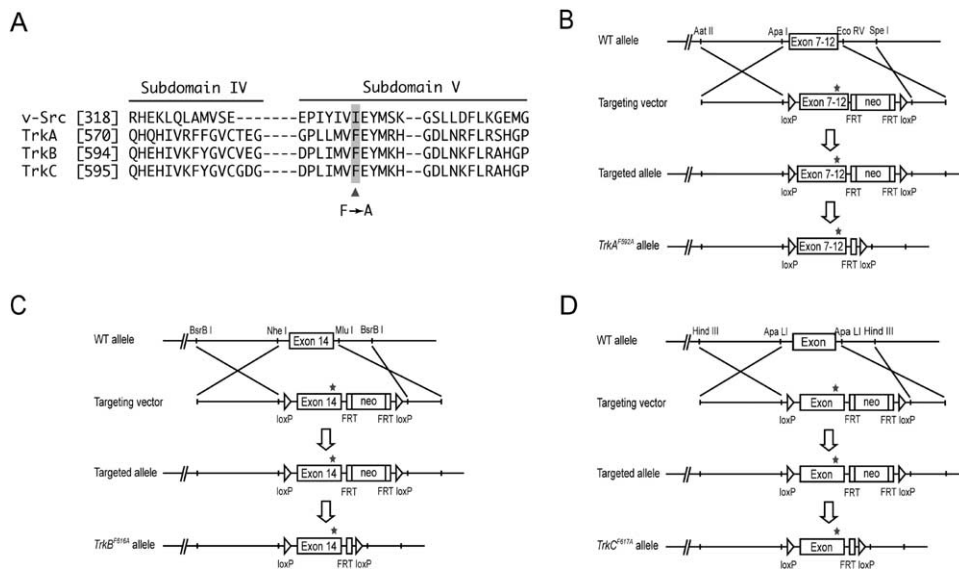 A
Subdomain IV Subdomain V
v-Src [318] RHEKLQLAMVSE-------EPIYIVIEYMSK--GSLLDFLKGEMG
TrkA [570] QHQHIVRFFGVCTEG----GPLLMVFEYMRH--GDLNRFLRSHGP
TrkB [594] QHEHIVKFYGVCVEG----DPLIMVFEYMKH--GDLNKFLRAHGP
TrkC [595] QHEHIVKFYGVCGDG----DPLIMVFEYMKH--GDLNKFLRAHGP
F→A
B
Aat II Apa I Eco RV Spe I
WT allele Exon 7-12
Targeting vector Exon 7-12 neo
loxP FRT FRT loxP
Targeted allele Exon 7-12 neo
loxP FRT FRT loxP
TrkA^F592A allele Exon 7-12
loxP FRT loxP
C
BsrB I Nhe I Mlu I BsrB I
WT allele Exon 14
Targeting vector Exon 14 neo
loxP FRT FRT loxP
Targeted allele Exon 14 neo
loxP FRT FRT loxP
TrkB^F616A allele Exon 14
loxP FRT loxP
D
Hind III Apa LI Apa LI Hind III
WT allele Exon
Targeting vector Exon neo
loxP FRT FRT loxP
Targeted allele Exon neo
loxP FRT FRT loxP
TrkC^F617A allele Exon
loxP FRT loxP